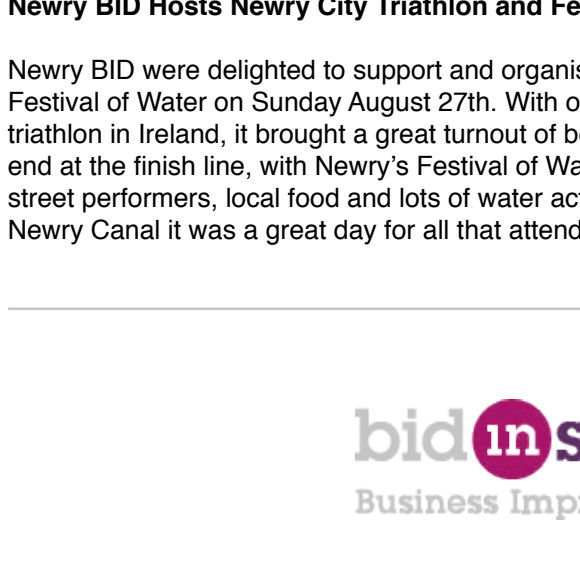 Newry BID Hosts Newry City Triathlon and Fe
Newry BID were delighted to support and organis
Festival of Water on Sunday August 27th. With o
triathlon in Ireland, it brought a great turnout of b
end at the finish line, with Newry’s Festival of Wa
street performers, local food and lots of water act
Newry Canal it was a great day for all that attend
bid in s
Business Imp